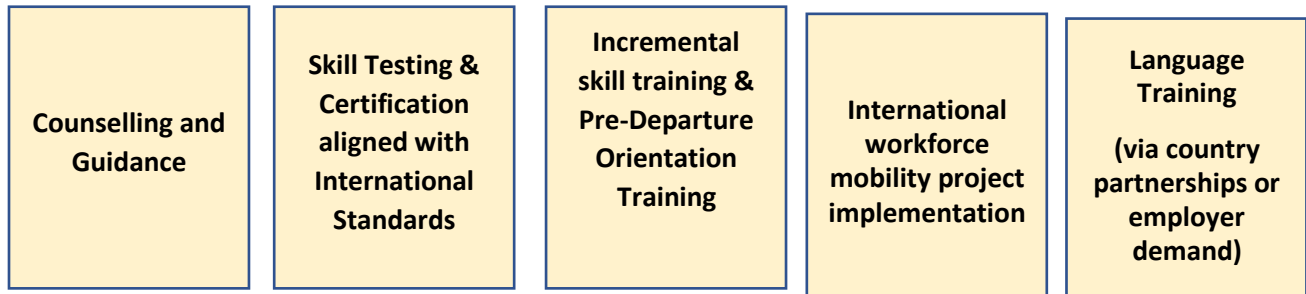 Counselling and
Guidance
Skill Testing &
Certification
aligned with
International
Standards
Incremental
skill training &
Pre-Departure
Orientation
Training
International
workforce
mobility project
implementation
Language
Training
(via country
partnerships or
employer
demand)